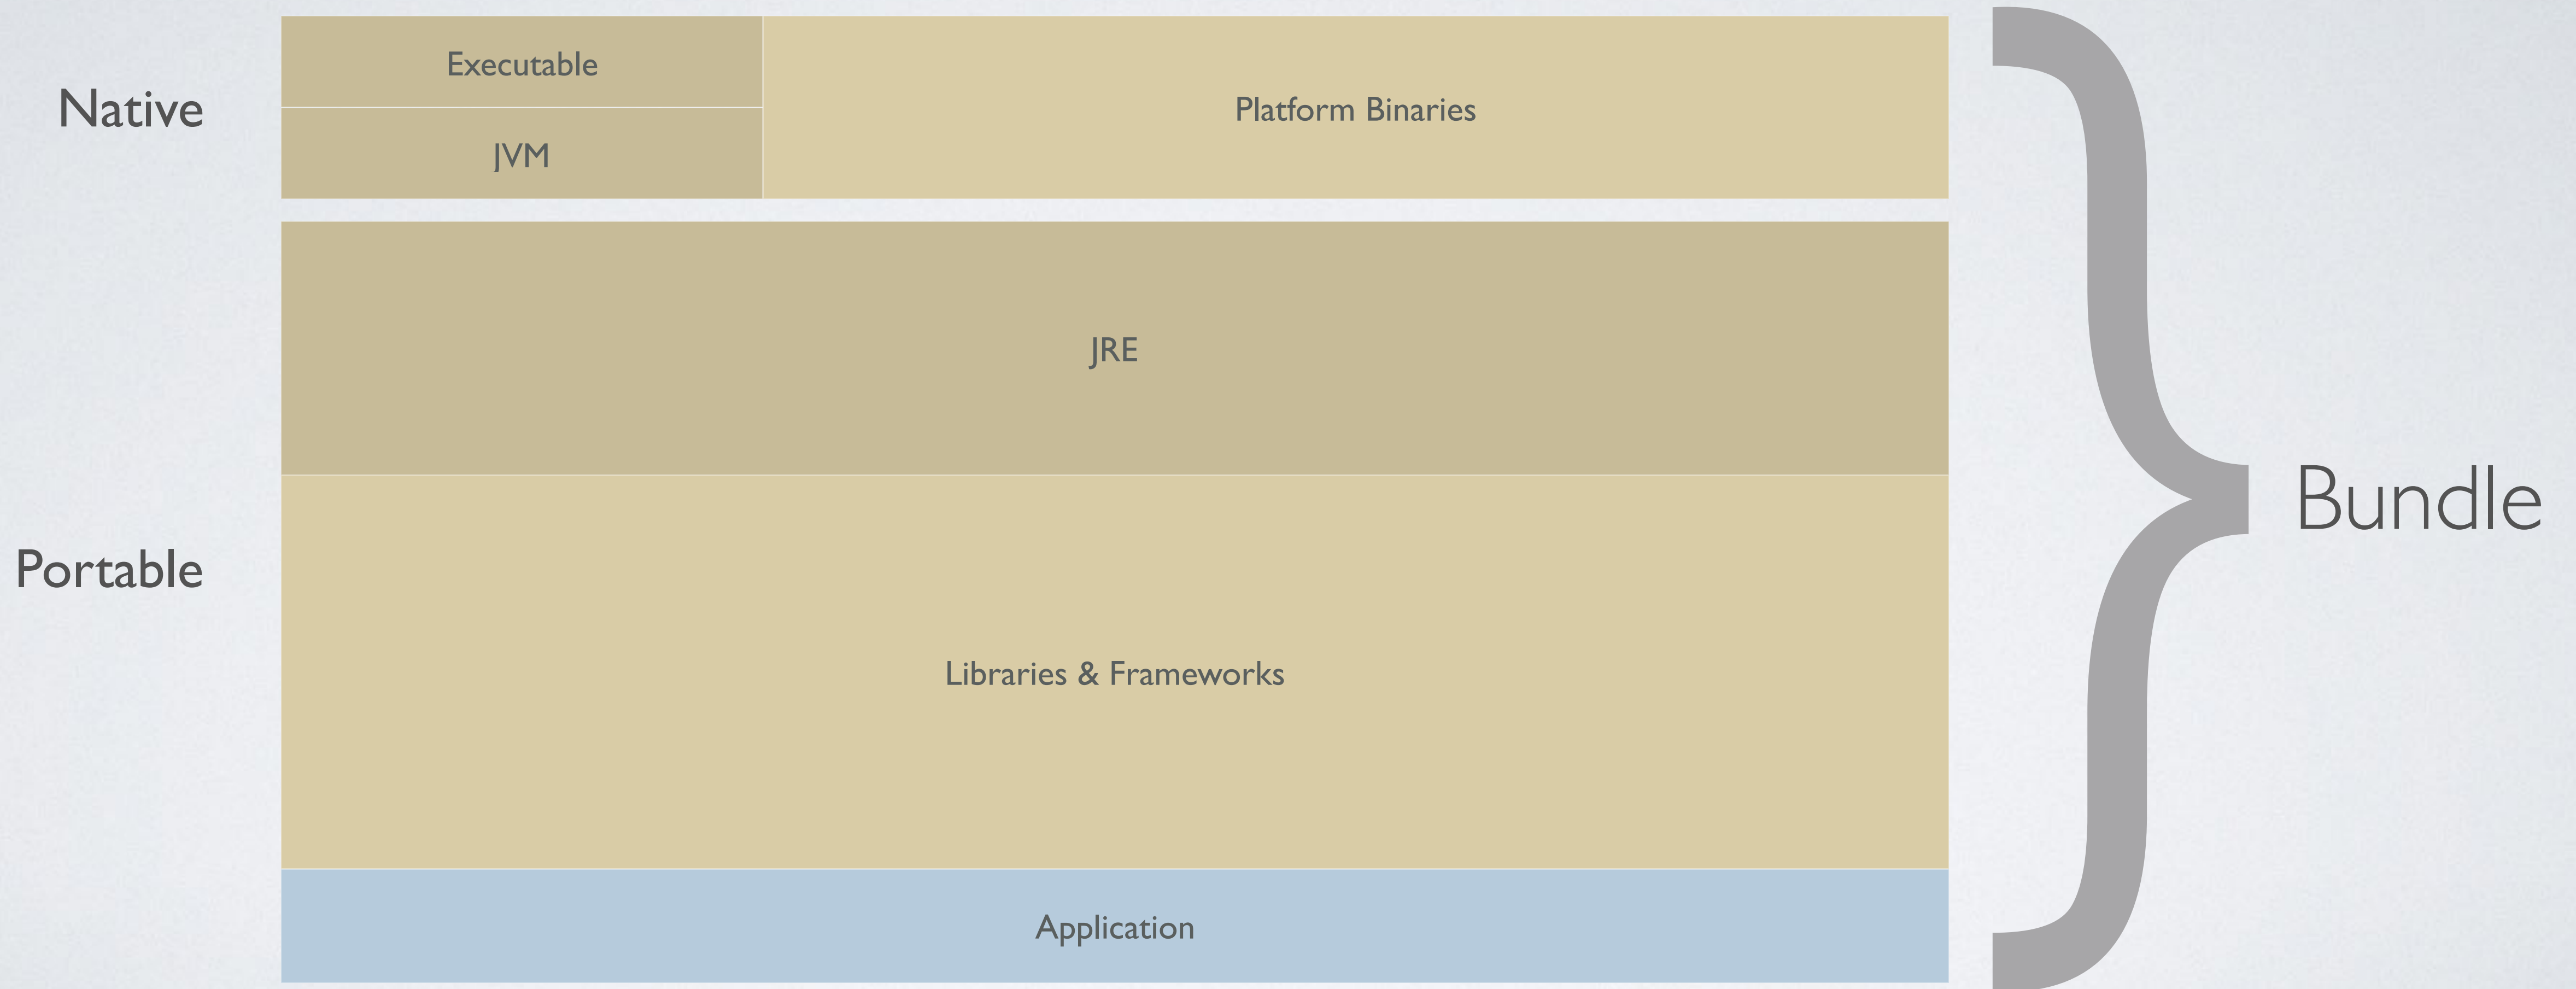 Native
Executable
JVM
Platform Binaries
JRE
Portable
Libraries & Frameworks
Application
Bundle